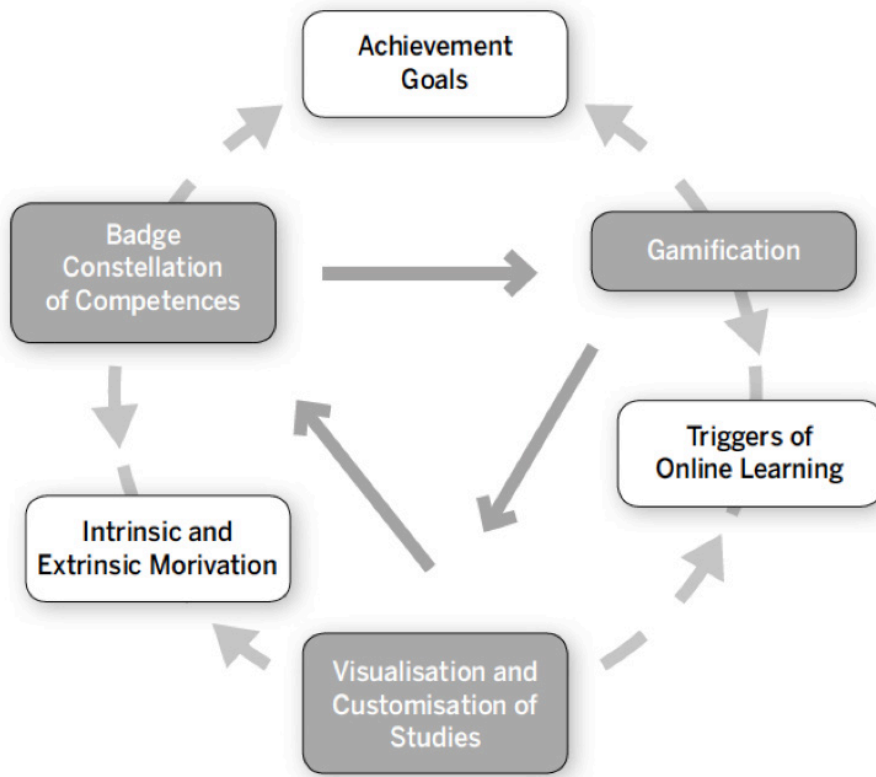 Achievement
Goals
Badge
Constellation
of Competences
Gamification
Triggers of
Online Learning
Intrinsic and
Extrinsic Morivation
Visualisation and
Customisation of
Studies